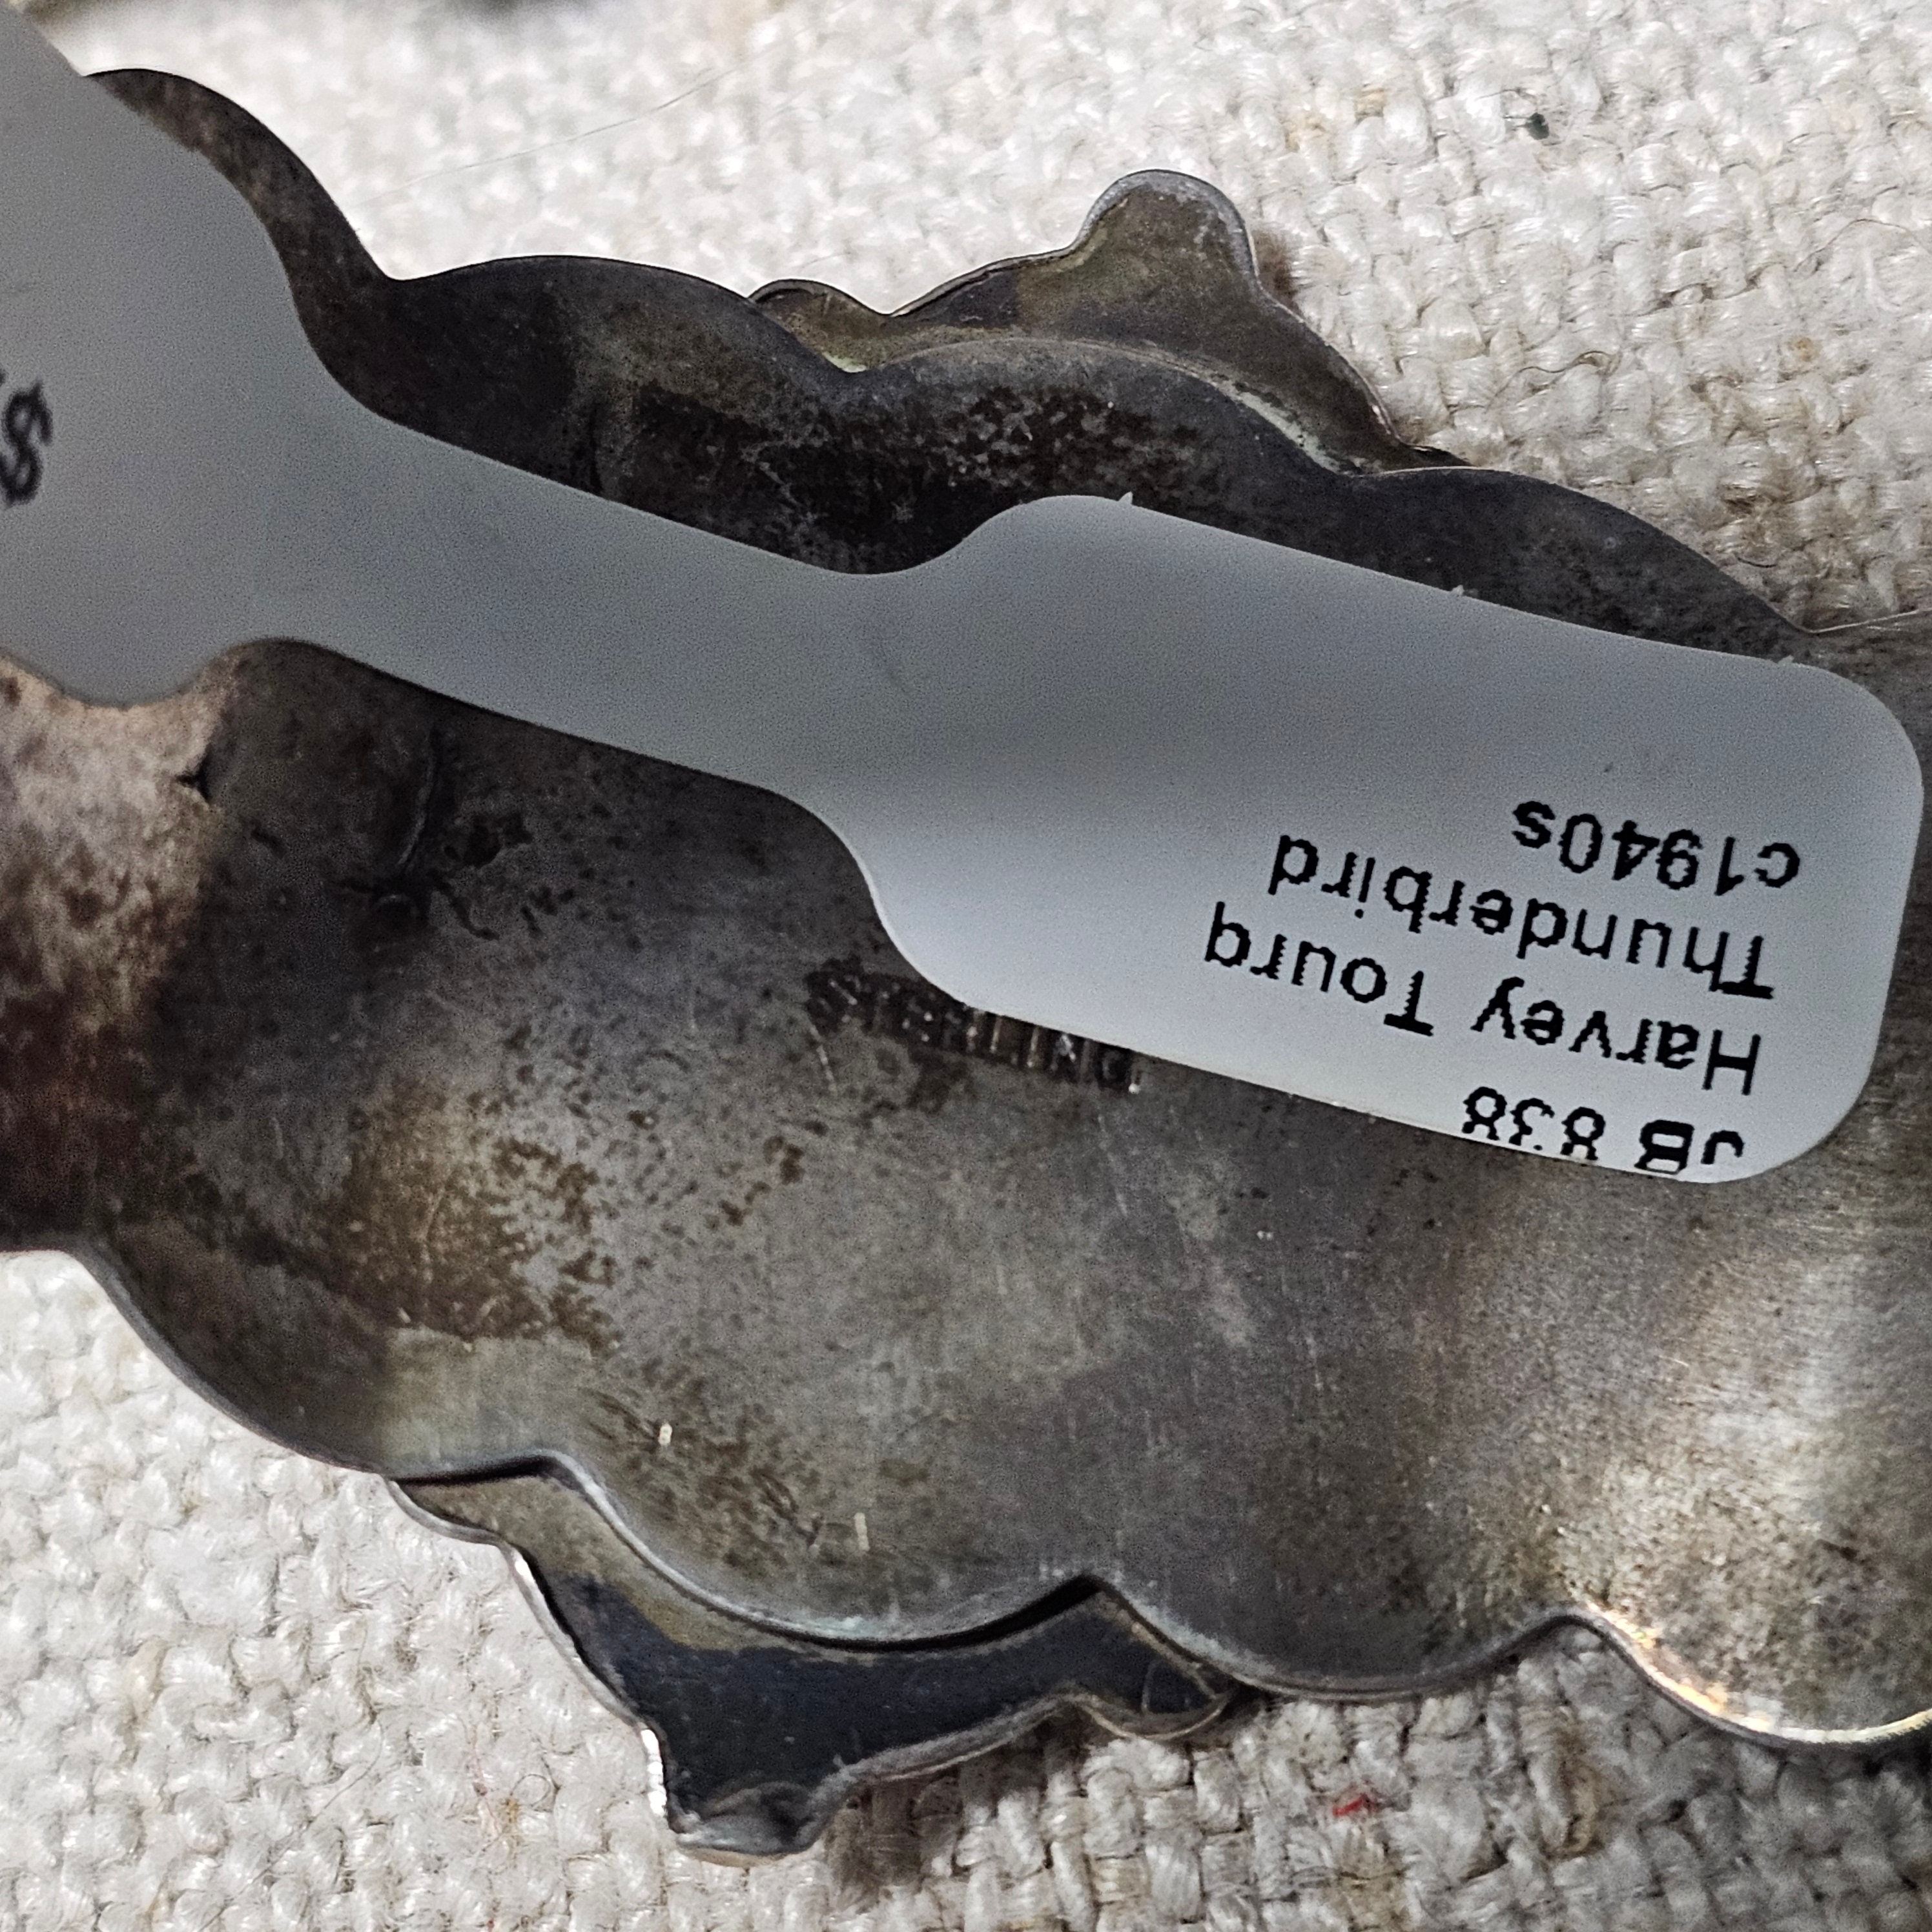 JB 838
Harvey Tourq
Thunderbird
c1940s
$
STERLING